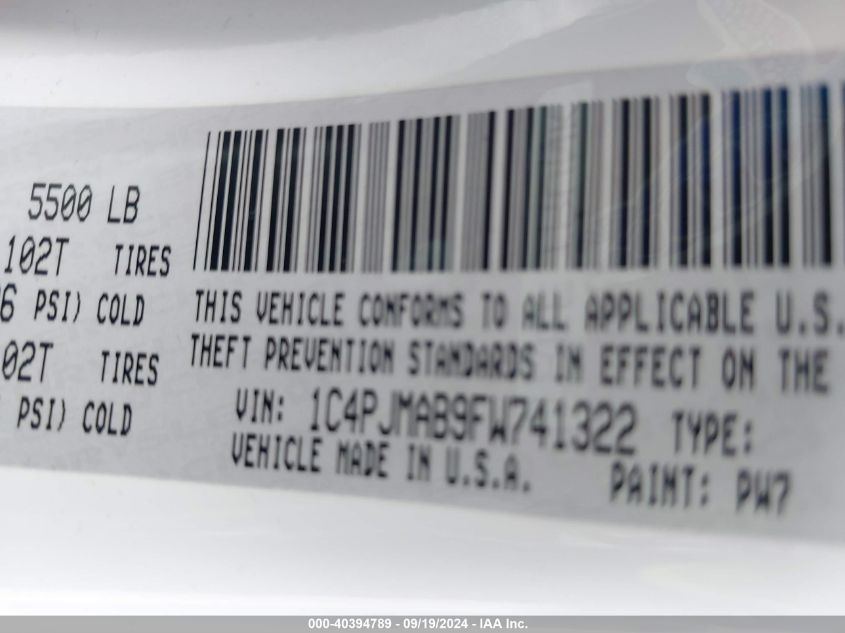 5500 LB
102T TIRES
PSI) COLD
02T TIRES
PSI) COLD
THIS VEHICLE CONFORMS TO ALL APPLICABLE U.S.
THEFT PREVENTION STANDARDS IN EFFECT ON THE
VIN: 1C4PJMAB9FW741322 TYPE:
VEHICLE MADE IN U.S.A. PAINT: PW7
000-40394789 - 09/19/2024 - IAA Inc.